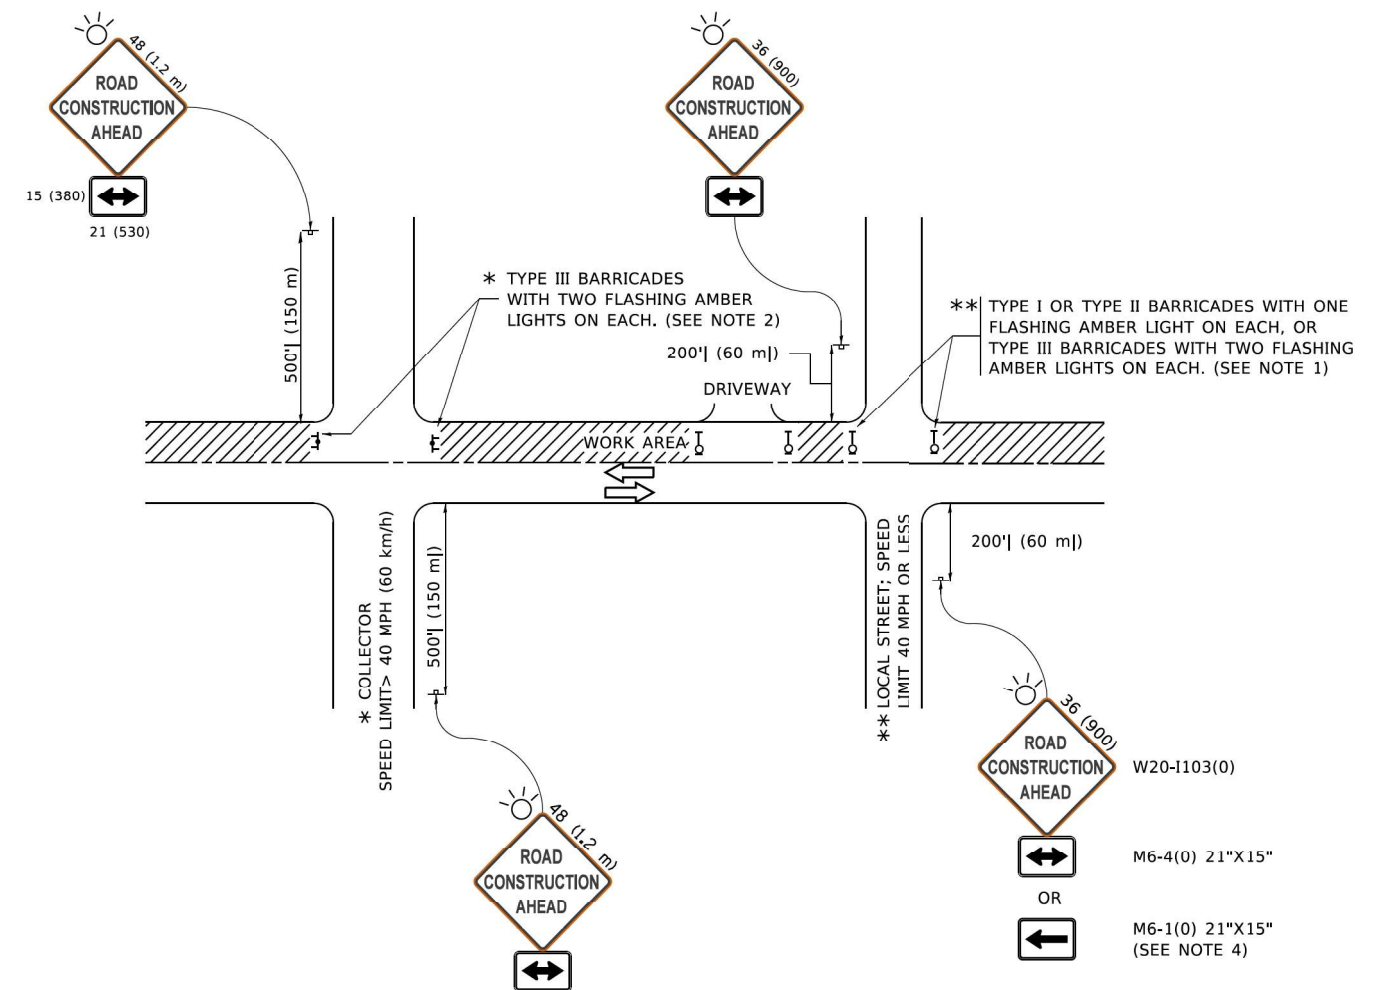 48 (1.2 m)
ROAD
CONSTRUCTION
AHEAD
15 (380)
21 (530)
36 (900)
ROAD
CONSTRUCTION
AHEAD
500'| (150 m)
* TYPE III BARRICADES
WITH TWO FLASHING AMBER
LIGHTS ON EACH. (SEE NOTE 2)
200'| (60 m|)
DRIVEWAY
** TYPE I OR TYPE II BARRICADES WITH ONE
FLASHING AMBER LIGHT ON EACH, OR
TYPE III BARRICADES WITH TWO FLASHING
AMBER LIGHTS ON EACH. (SEE NOTE 1)
WORK AREA
* COLLECTOR
SPEED LIMIT> 40 MPH (60 km/h)
500'| (150 m|)
** LOCAL STREET; SPEED
LIMIT 40 MPH OR LESS
200'| (60 m|)
48 (1.2 m)
ROAD
CONSTRUCTION
AHEAD
36 (900)
ROAD
CONSTRUCTION
AHEAD
W20-I103(0)
M6-4(0) 21"X15"
OR
M6-1(0) 21"X15"
(SEE NOTE 4)